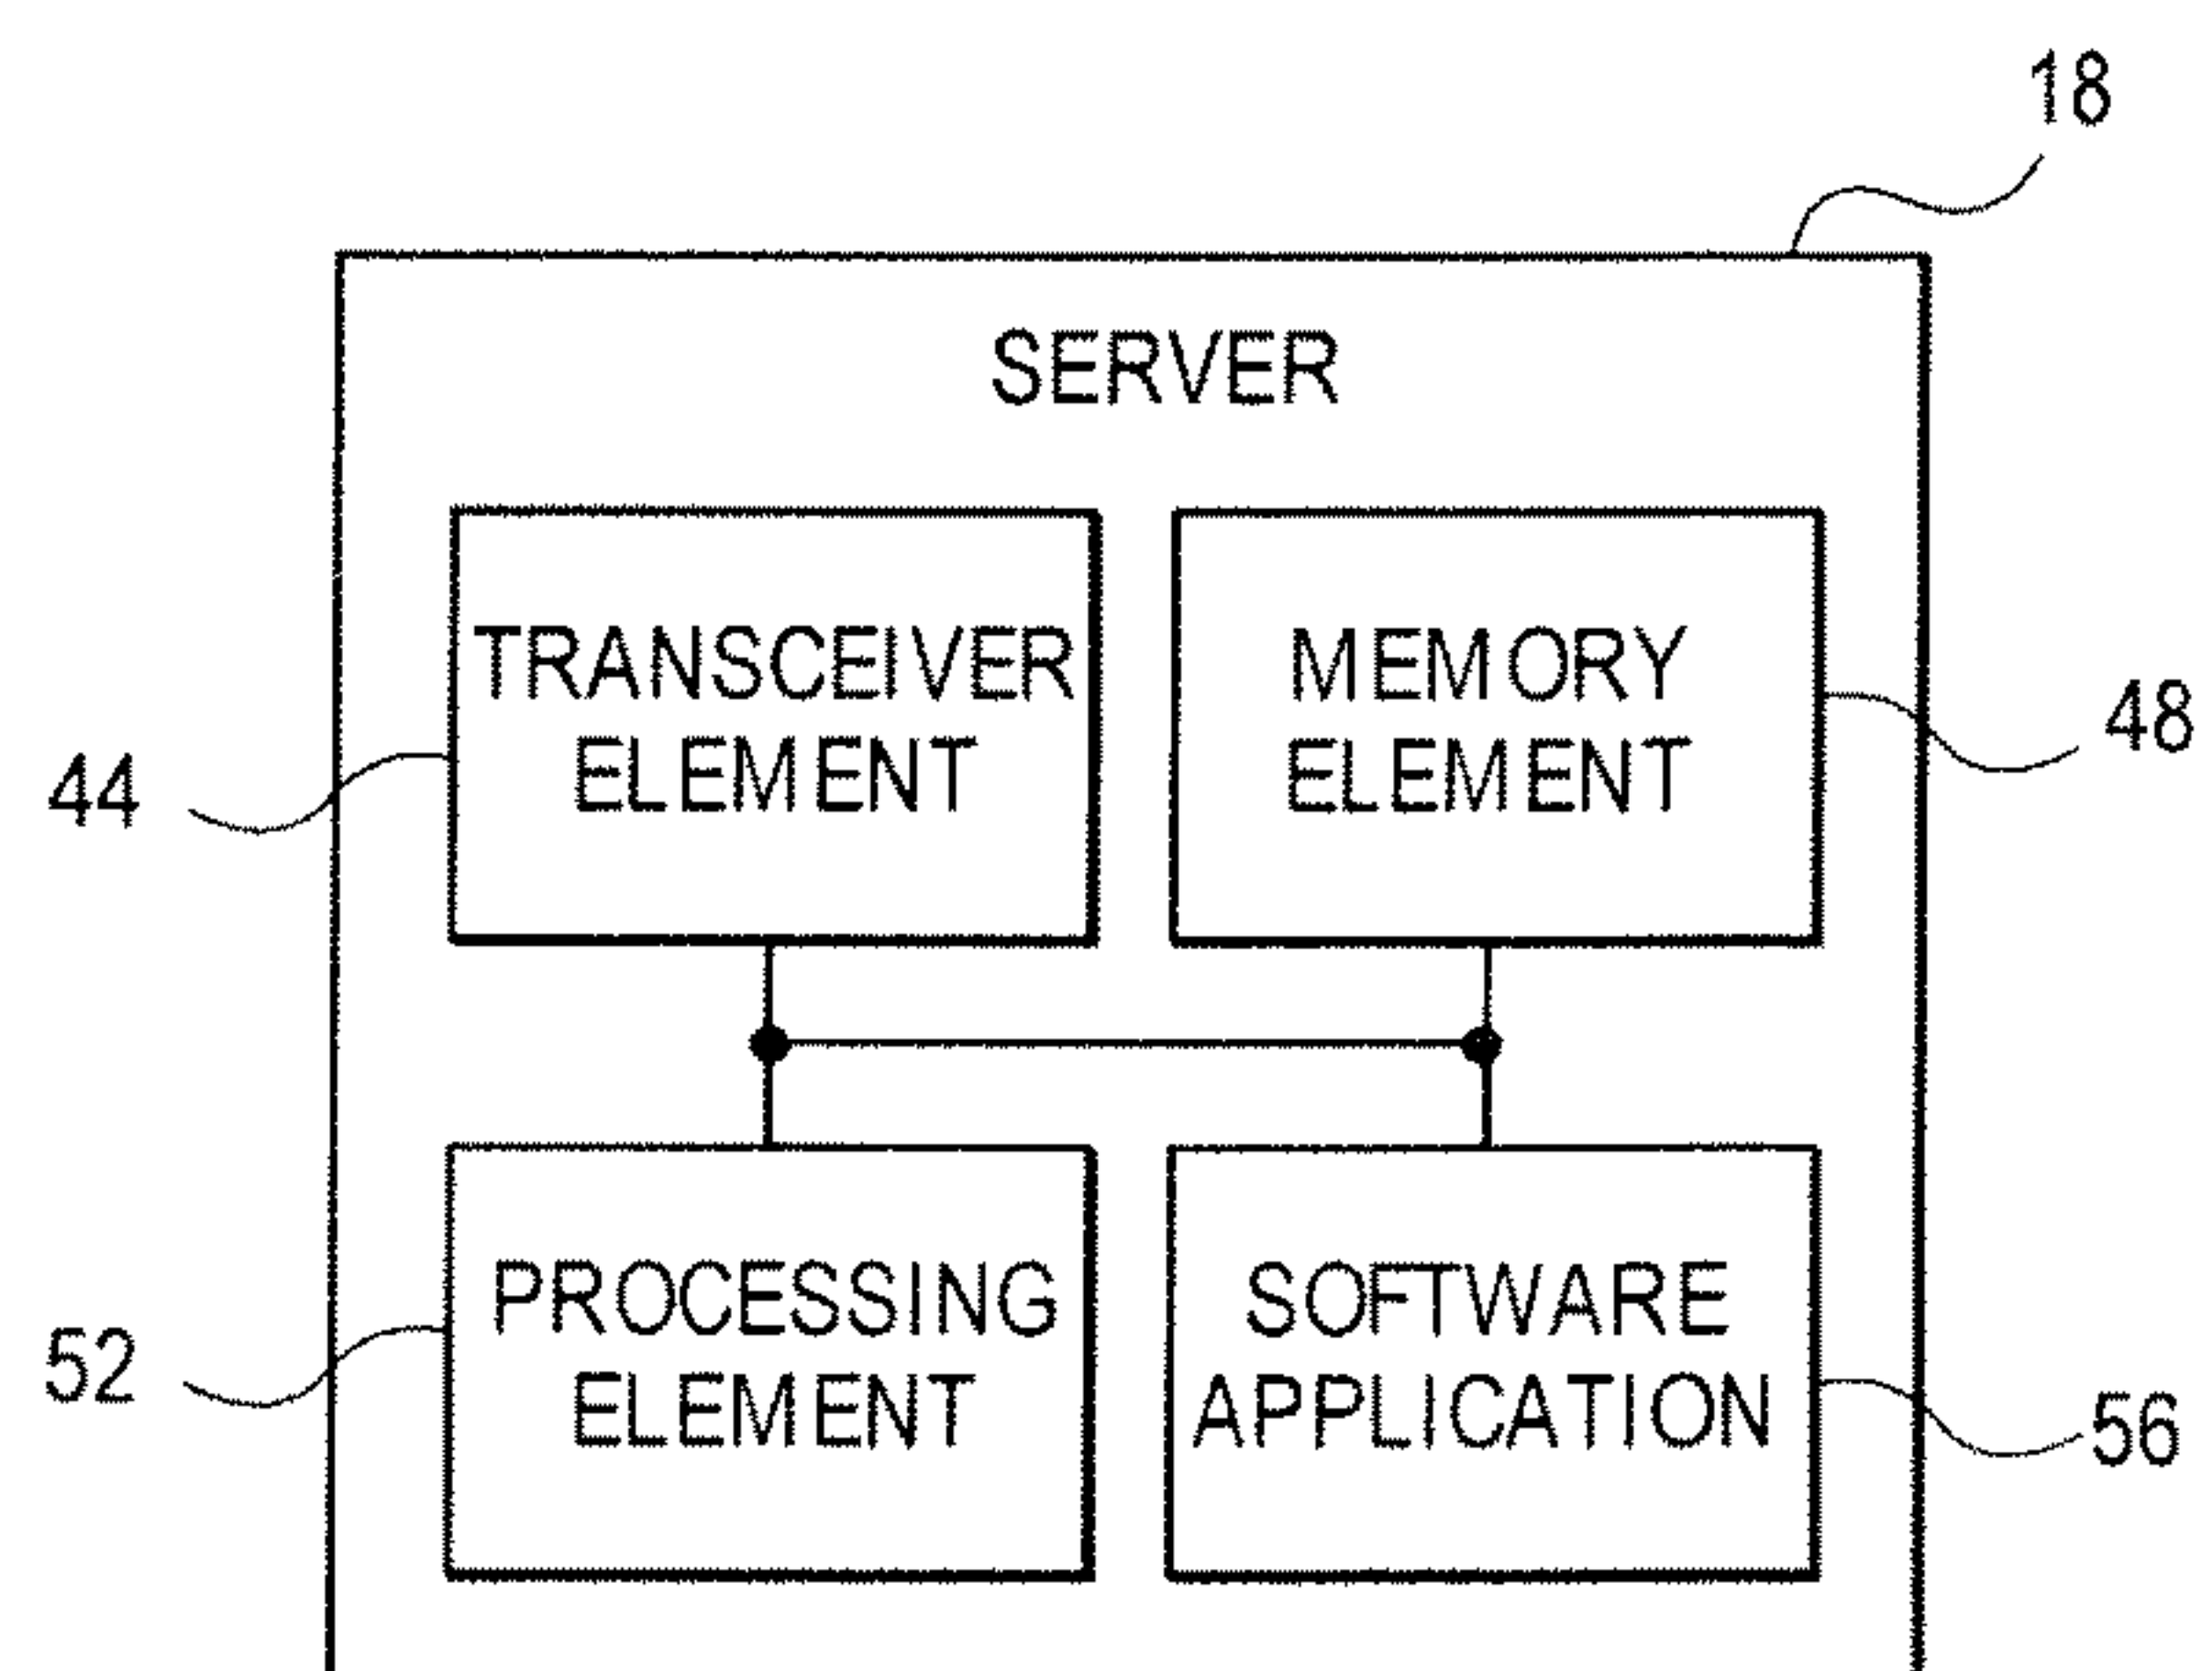 18
SERVER
TRANSCEIVER
ELEMENT
44
MEMORY
ELEMENT
48
PROCESSING
ELEMENT
52
SOFTWARE
APPLICATION
56